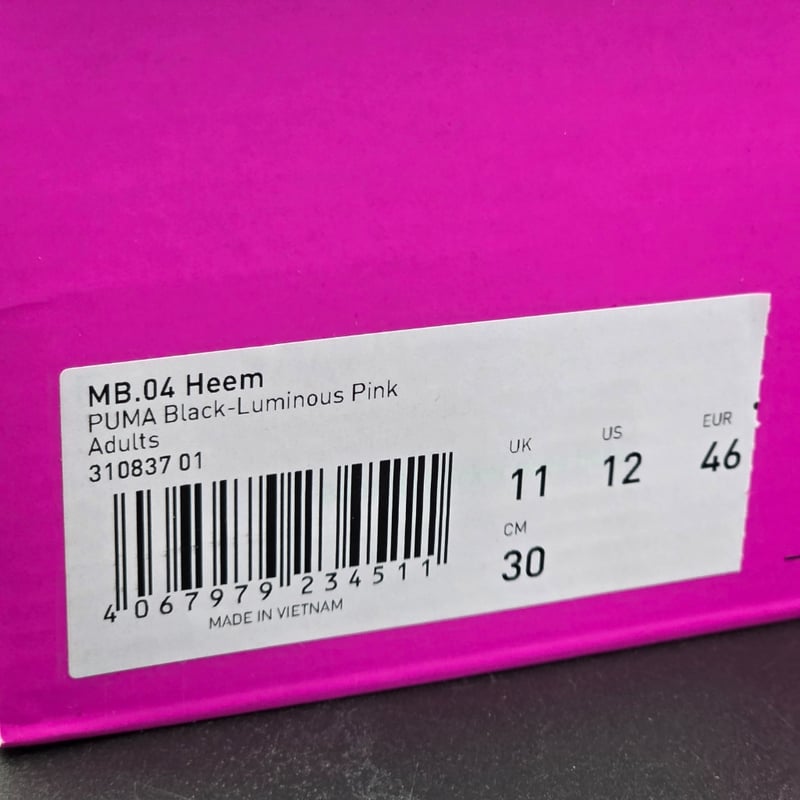 MB.04 Heem
PUMA Black-Luminous Pink
Adults
310837 01
4 067979 234511
MADE IN VIETNAM
UK US EUR
11 12 46
CM
30